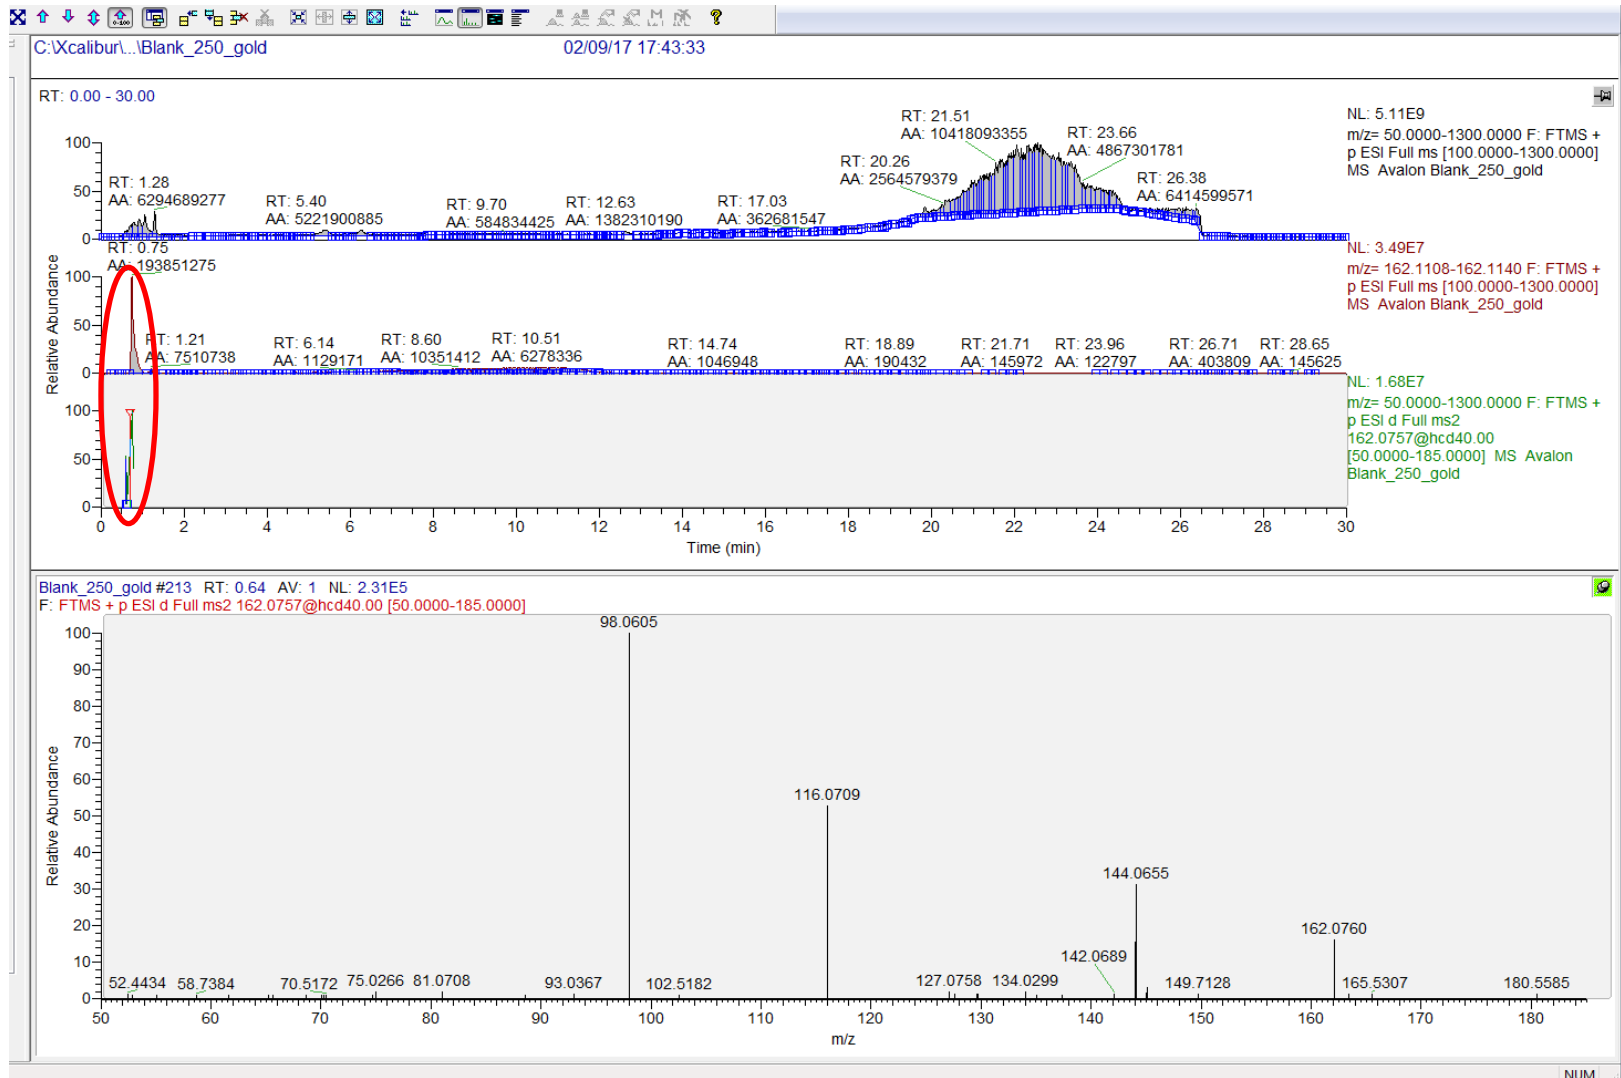 0-100
C:\Xcalibur\...\Blank_250_gold 02/09/17 17:43:33
RT: 0.00 - 30.00
NL: 5.11E9
m/z= 50.0000-1300.0000 F: FTMS +
p ESI Full ms [100.0000-1300.0000]
MS Avalon Blank_250_gold
RT: 1.28
AA: 6294689277
RT: 5.40
AA: 5221900885
RT: 9.70
AA: 584834425
RT: 12.63
AA: 1382310190
RT: 17.03
AA: 362681547
RT: 20.26
AA: 2564579379
RT: 21.51
AA: 10418093355
RT: 23.66
AA: 4867301781
RT: 26.38
AA: 6414599571
100
50
0
NL: 3.49E7
m/z= 162.1108-162.1140 F: FTMS +
p ESI Full ms [100.0000-1300.0000]
MS Avalon Blank_250_gold
RT: 0.75
AA: 193851275
RT: 1.21
AA: 7510738
RT: 6.14
AA: 1129171
RT: 8.60
AA: 10351412
RT: 10.51
AA: 6278336
RT: 14.74
AA: 1046948
RT: 18.89
AA: 190432
RT: 21.71
AA: 145972
RT: 23.96
AA: 122797
RT: 26.71
AA: 403809
RT: 28.65
AA: 145625
100
50
0
Relative Abundance
NL: 1.68E7
m/z= 50.0000-1300.0000 F: FTMS +
p ESI d Full ms2
162.0757@hcd40.00
[50.0000-185.0000] MS Avalon
Blank_250_gold
100
50
0
0 2 4 6 8 10 12 14 16 18 20 22 24 26 28 30
Time (min)
Blank_250_gold #213 RT: 0.64 AV: 1 NL: 2.31E5
F: FTMS + p ESI d Full ms2 162.0757@hcd40.00 [50.0000-185.0000]
100
90
80
70
60
50
40
30
20
10
0
Relative Abundance
98.0605
116.0709
144.0655
162.0760
142.0689
52.4434 58.7384 70.5172 75.0266 81.0708 93.0367 102.5182 127.0758 134.0299 149.7128 165.5307 180.5585
50 60 70 80 90 100 110 120 130 140 150 160 170 180
m/z
NUM